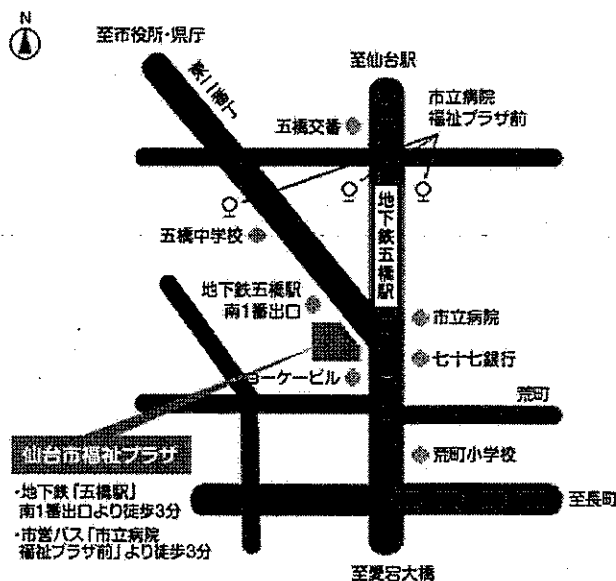 N
至市役所・県庁
東二番丁
至仙台駅
市立病院
福祉プラザ前
五橋交番
地下鉄五橋駅
五橋中学校
地下鉄五橋駅
南1番出口
市立病院
七十七銀行
ヨーケービル
荒町
仙台市福祉プラザ
荒町小学校
・地下鉄「五橋駅」
南1番出口より徒歩3分
・市営バス「市立病院
福祉プラザ前」より徒歩3分
至長町
至愛宕大橋